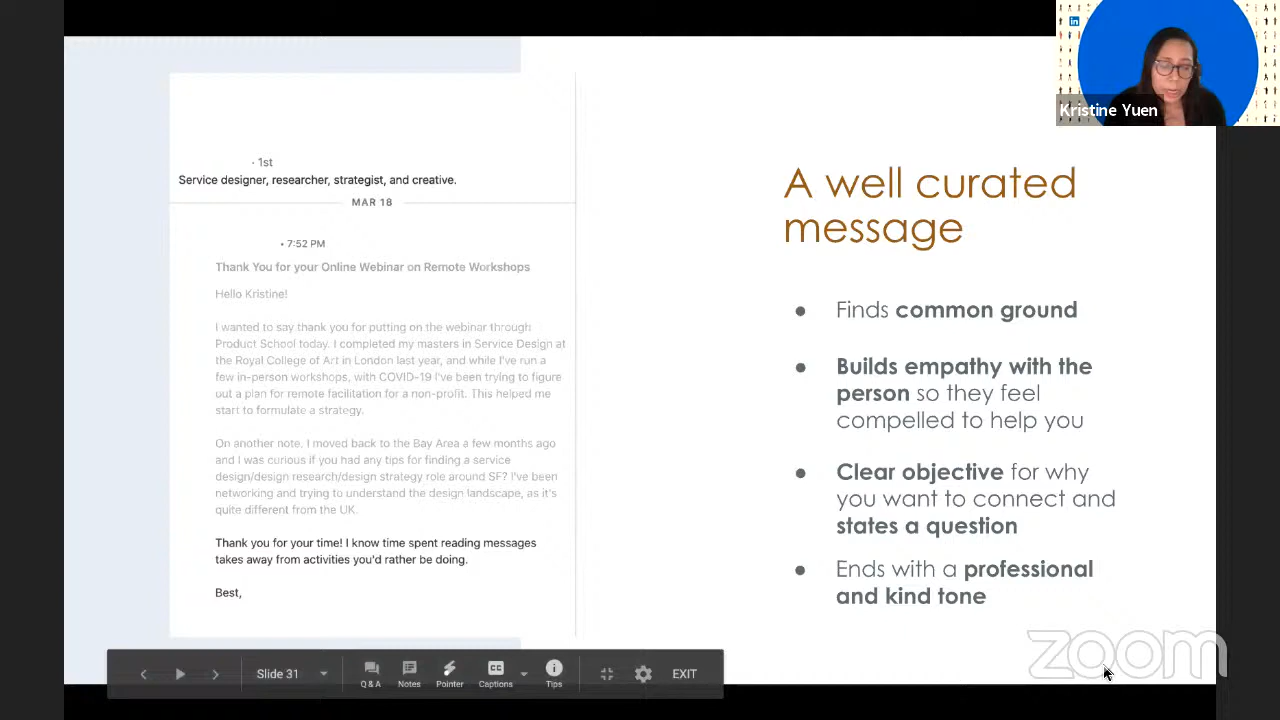 Kristine Yuen
· 1st
Service designer, researcher, strategist, and creative.
MAR 18
• 7:52 PM
Thank You for your Online Webinar on Remote Workshops
Hello Kristine!
I wanted to say thank you for putting on the webinar through
Product School today. I completed my masters in Service Design at
the Royal College of Art in London last year, and while I've run a
few in-person workshops, with COVID-19 I've been trying to figure
out a plan for remote facilitation for a non-profit. This helped me
start to formulate a strategy.
On another note, I moved back to the Bay Area a few months ago
and I was curious if you had any tips for finding a service
design/design research/design strategy role around SF? I've been
networking and trying to understand the design landscape, as it's
quite different from the UK.
Thank you for your time! I know time spent reading messages
takes away from activities you'd rather be doing.
Best,
A well curated
message
● Finds common ground
● Builds empathy with the
person so they feel
compelled to help you
● Clear objective for why
you want to connect and
states a question
● Ends with a professional
and kind tone
Slide 31
Q & A
Notes
Pointer
CC
Captions
Tips
EXIT
zoom
in